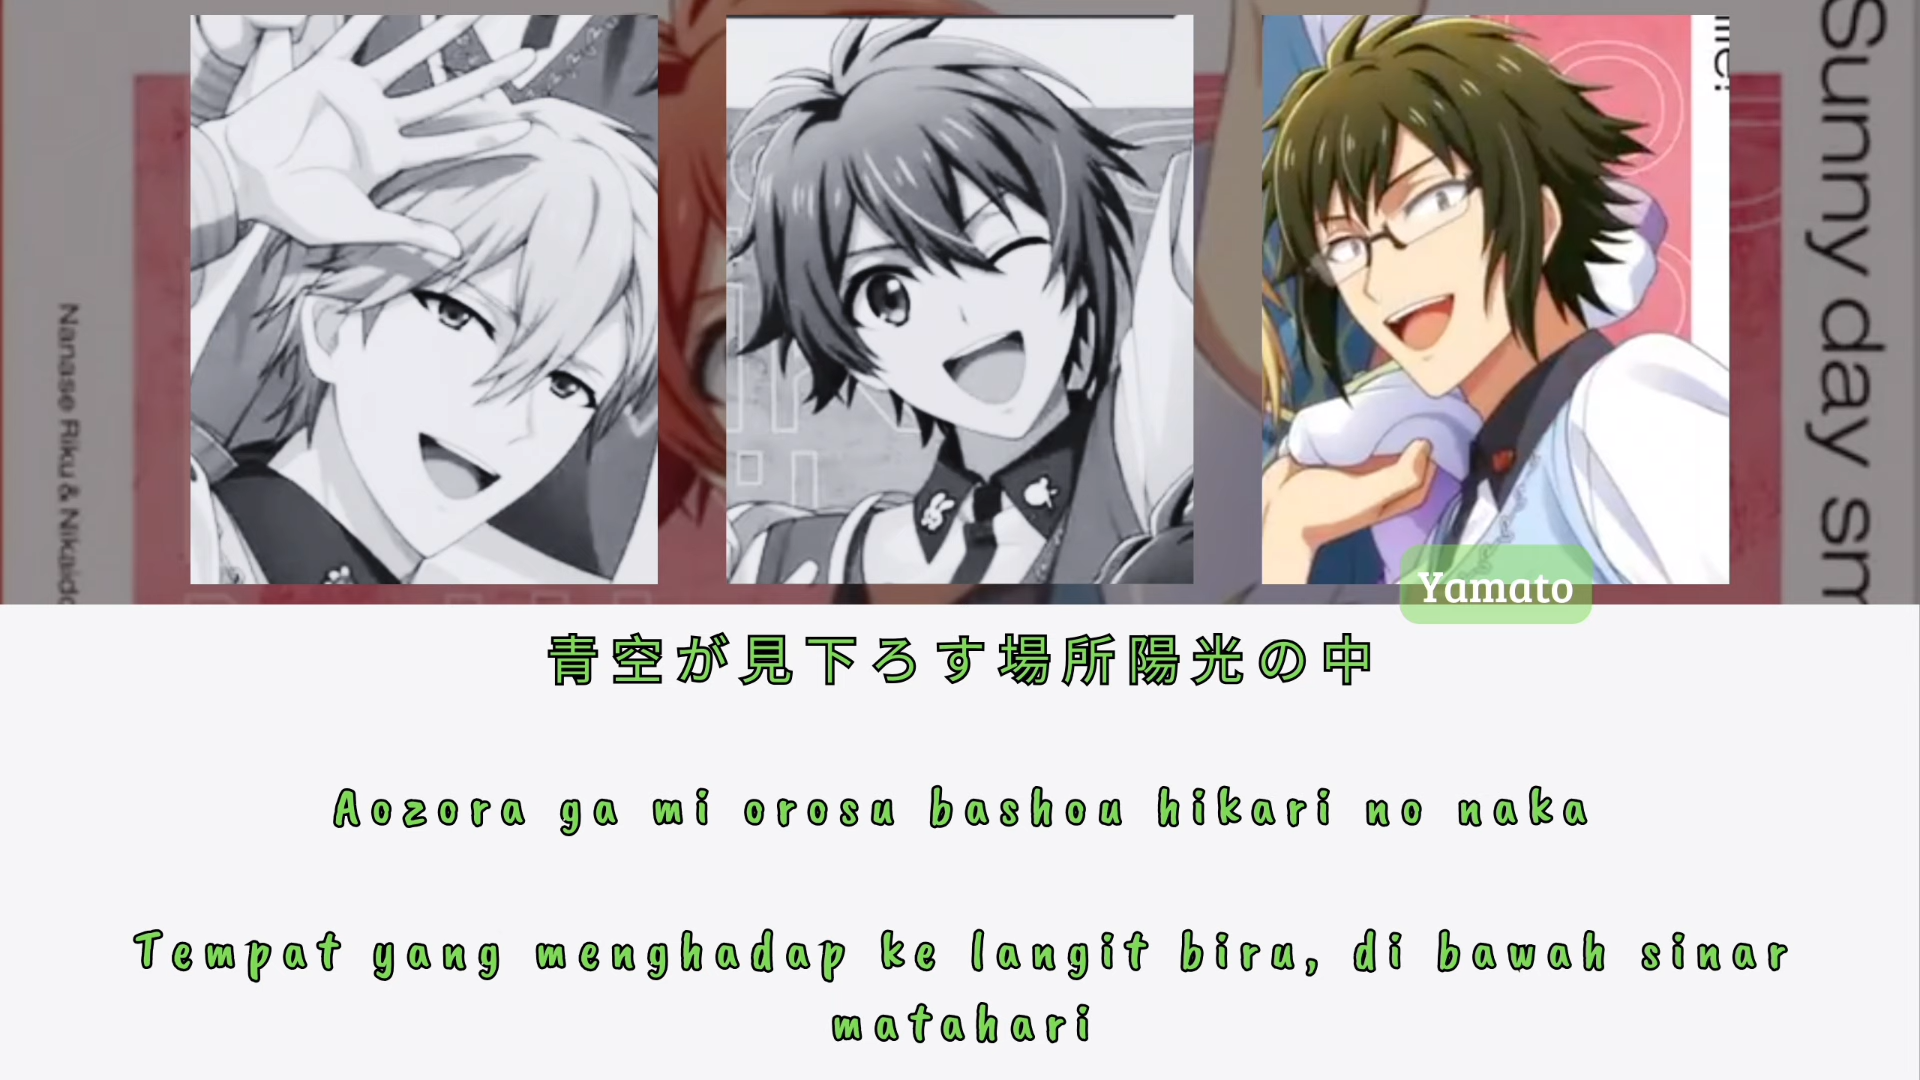 Sunny day sm
Nanase Riku & Nikaido
Yamato
青空が見下ろす場所陽光の中
Aozora ga mi orosu bashou hikari no naka
Tempat yang menghadap ke langit biru, di bawah sinar
matahari